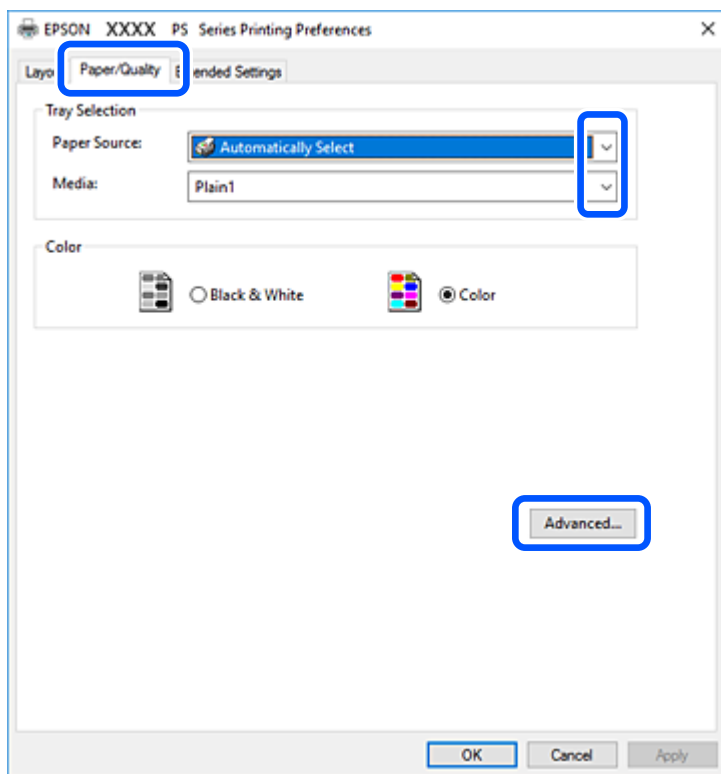 EPSON XXXX PS Series Printing Preferences
Paper/Quality
Tray Selection
Paper Source: Automatically Select
Media: Plain1
Color
Black & White Color
Advanced...
OK Cancel Apply